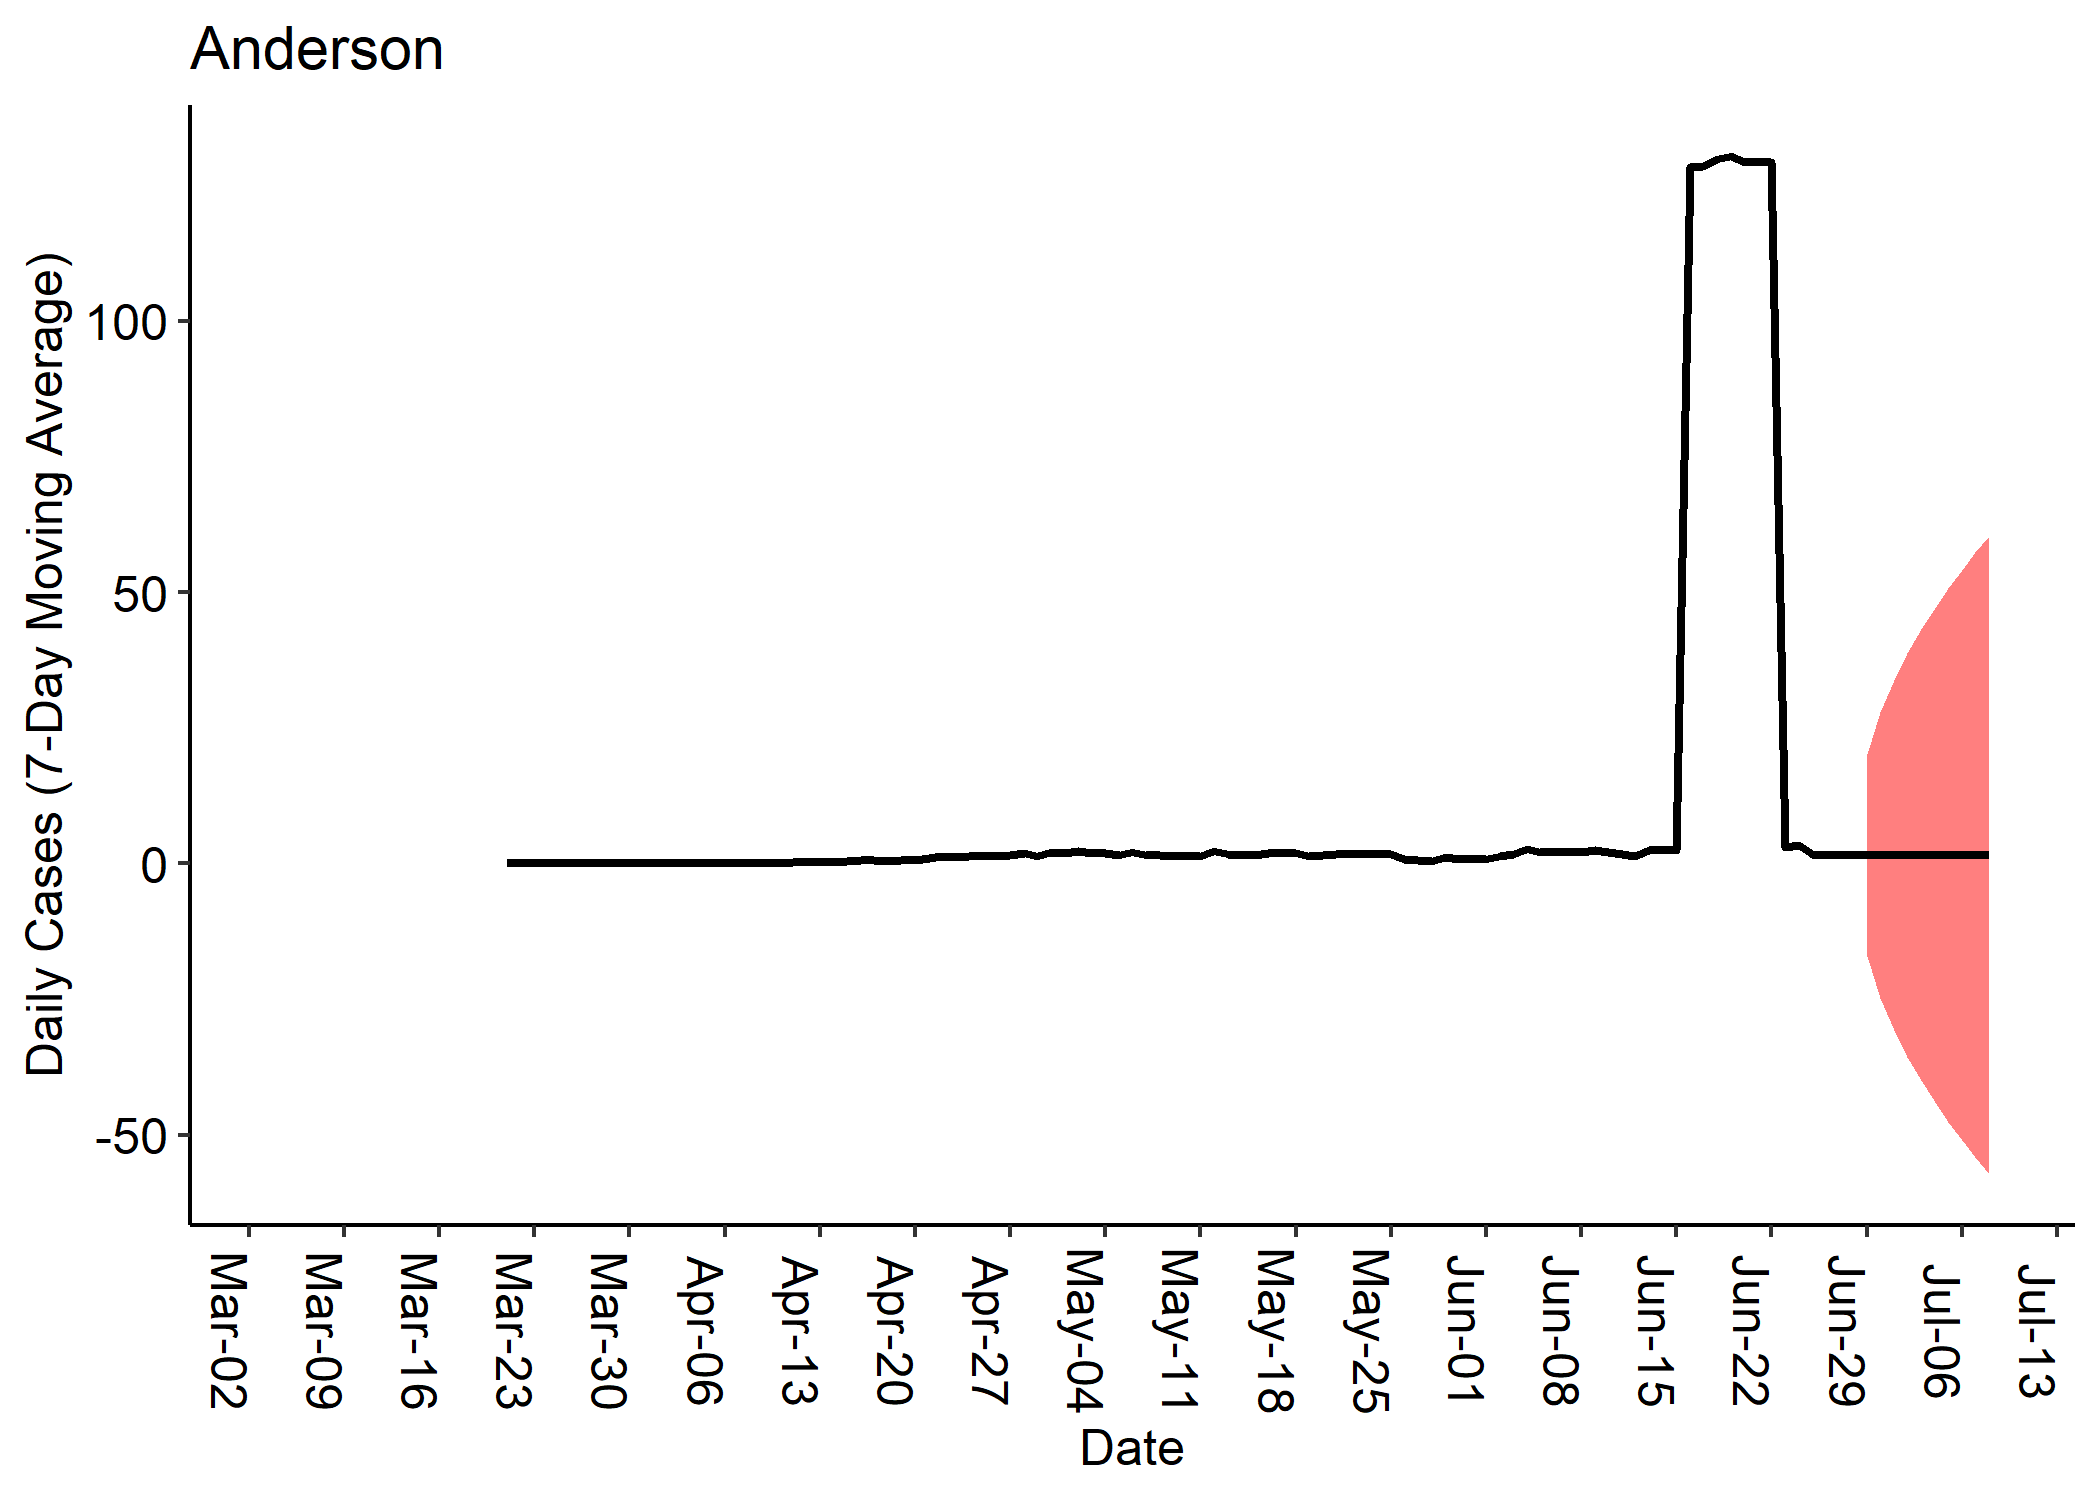 Anderson
Daily Cases (7-Day Moving Average)
100
50
0
-50
Mar-02
Mar-09
Mar-16
Mar-23
Mar-30
Apr-06
Apr-13
Apr-20
Apr-27
May-04
May-11
May-18
May-25
Jun-01
Jun-08
Jun-15
Jun-22
Jun-29
Jul-06
Jul-13
Date